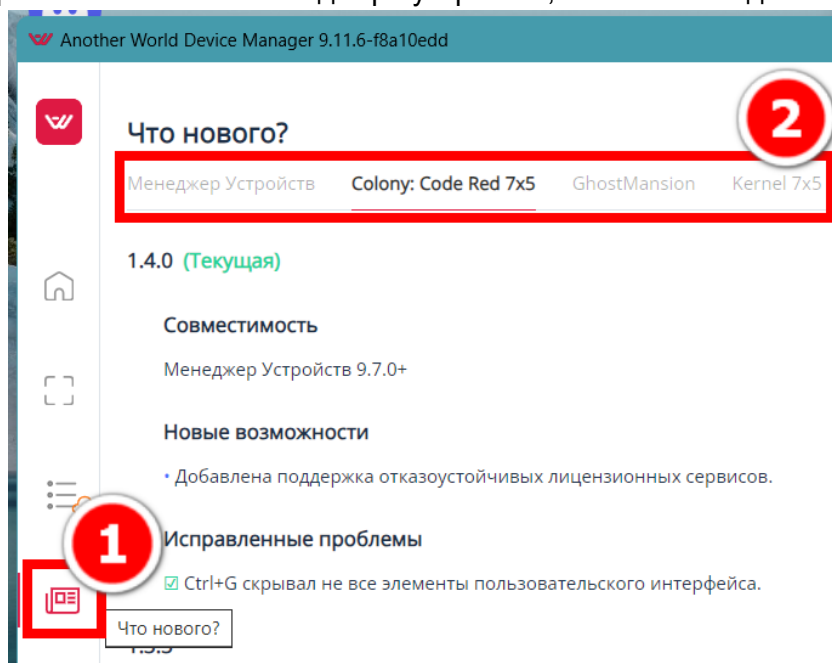 Another World Device Manager 9.11.6-f8a10edd
Что нового?
2
Менеджер Устройств Colony: Code Red 7x5 GhostMansion Kernel 7x5
1.4.0 (Текущая)
Совместимость
Менеджер Устройств 9.7.0+
Новые возможности
• Добавлена поддержка отказоустойчивых лицензионных сервисов.
1
Исправленные проблемы
Ctrl+G скрывал не все элементы пользовательского интерфейса.
Что нового?